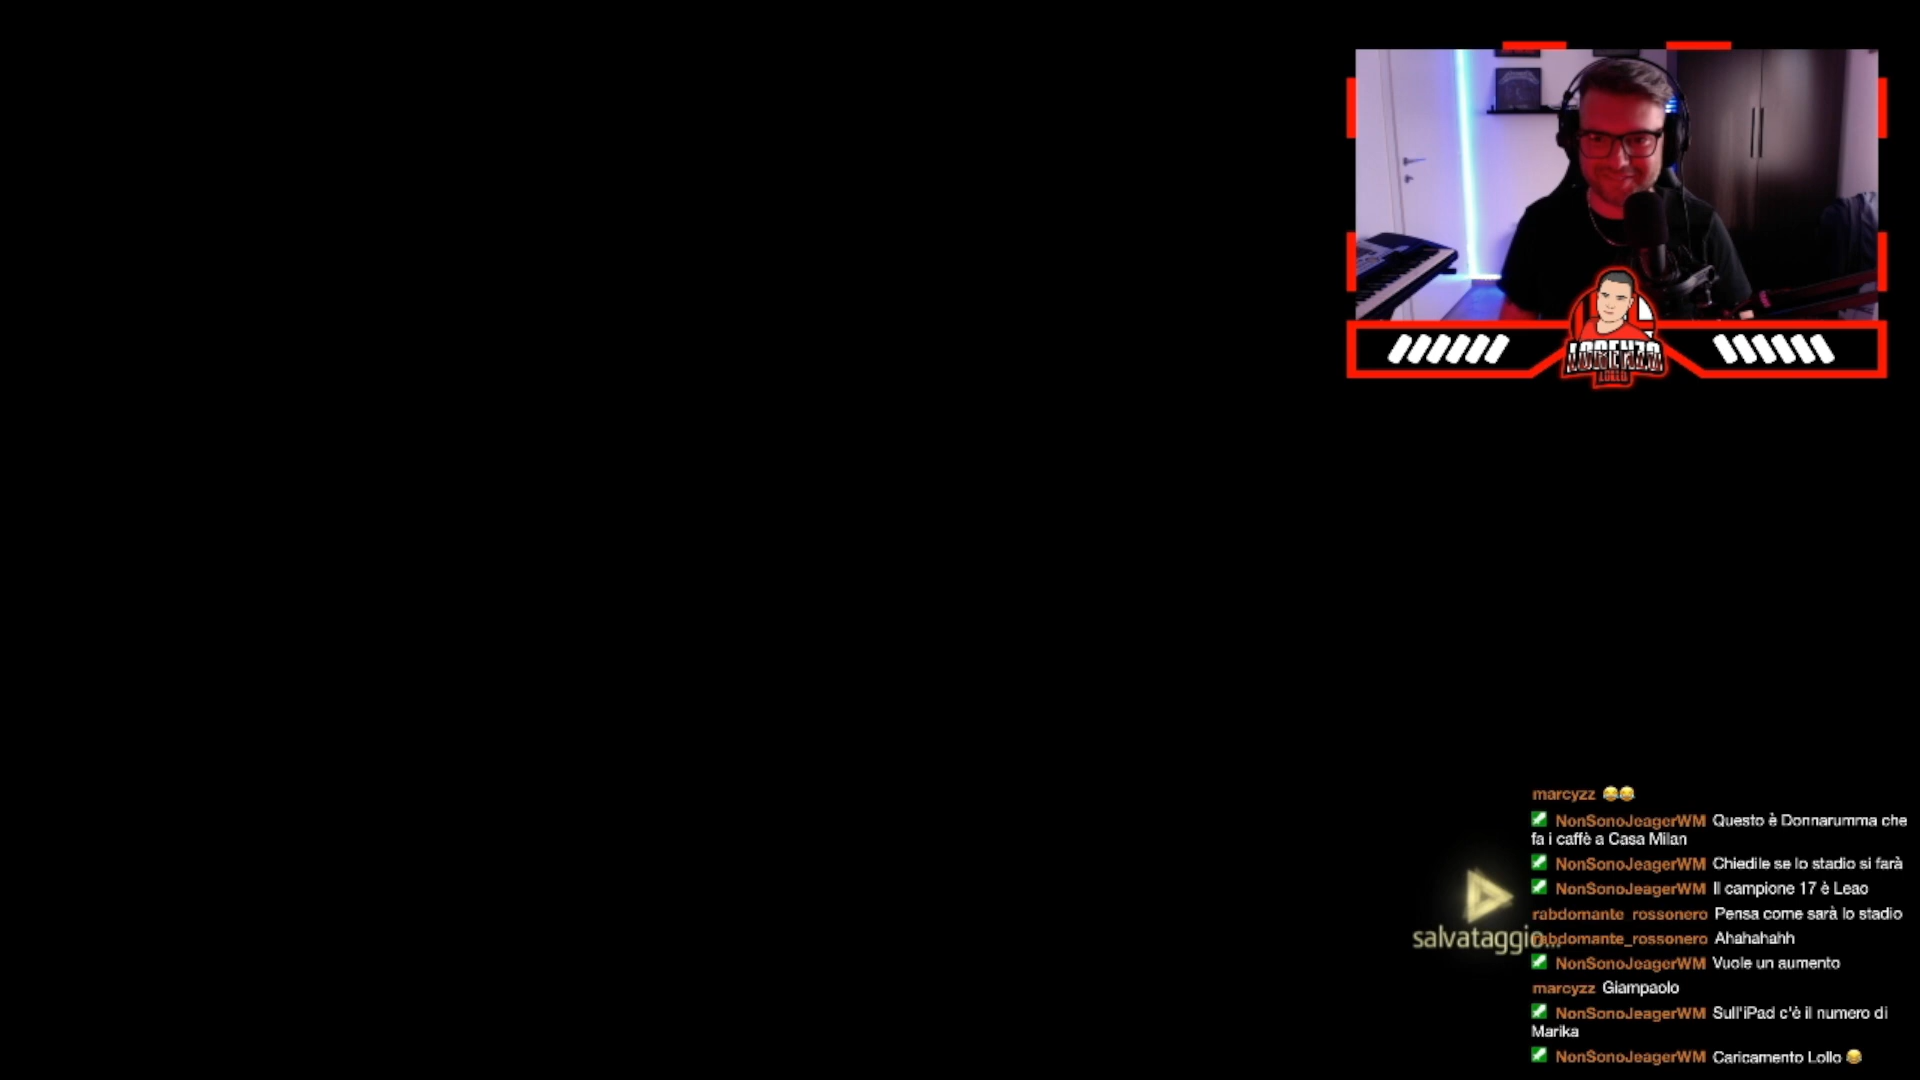 LORENZO
marcyzz 😂😂
NonSonoJeagerWM Questo è Donnarumma che
fa i caffè a Casa Milan
NonSonoJeagerWM Chiedile se lo stadio si farà
NonSonoJeagerWM Il campione 17 è Leao
rabdomante_rossonero Pensa come sarà lo stadio
salvataggio...
rabdomante_rossonero Ahahahahh
NonSonoJeagerWM Vuole un aumento
marcyzz Giampaolo
NonSonoJeagerWM Sull'iPad c'è il numero di
Marika
NonSonoJeagerWM Caricamento Lollo 😂